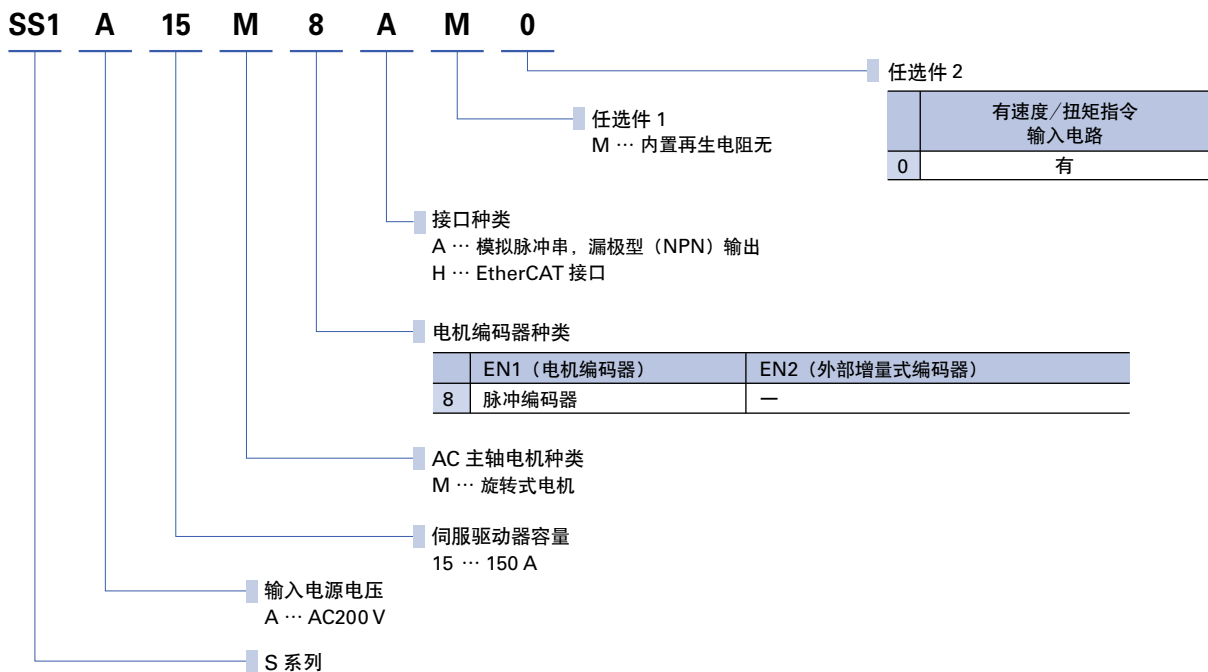 SS1 A 15 M 8 A M 0
任选件 2
有速度/扭矩指令
输入电路
0 有
任选件 1
M … 内置再生电阻无
接口种类
A … 模拟脉冲串，漏极型（NPN）输出
H … EtherCAT 接口
电机编码器种类
EN1（电机编码器） EN2（外部增量式编码器）
8 脉冲编码器 —
AC 主轴电机种类
M … 旋转式电机
伺服驱动器容量
15 … 150 A
输入电源电压
A … AC200 V
S 系列